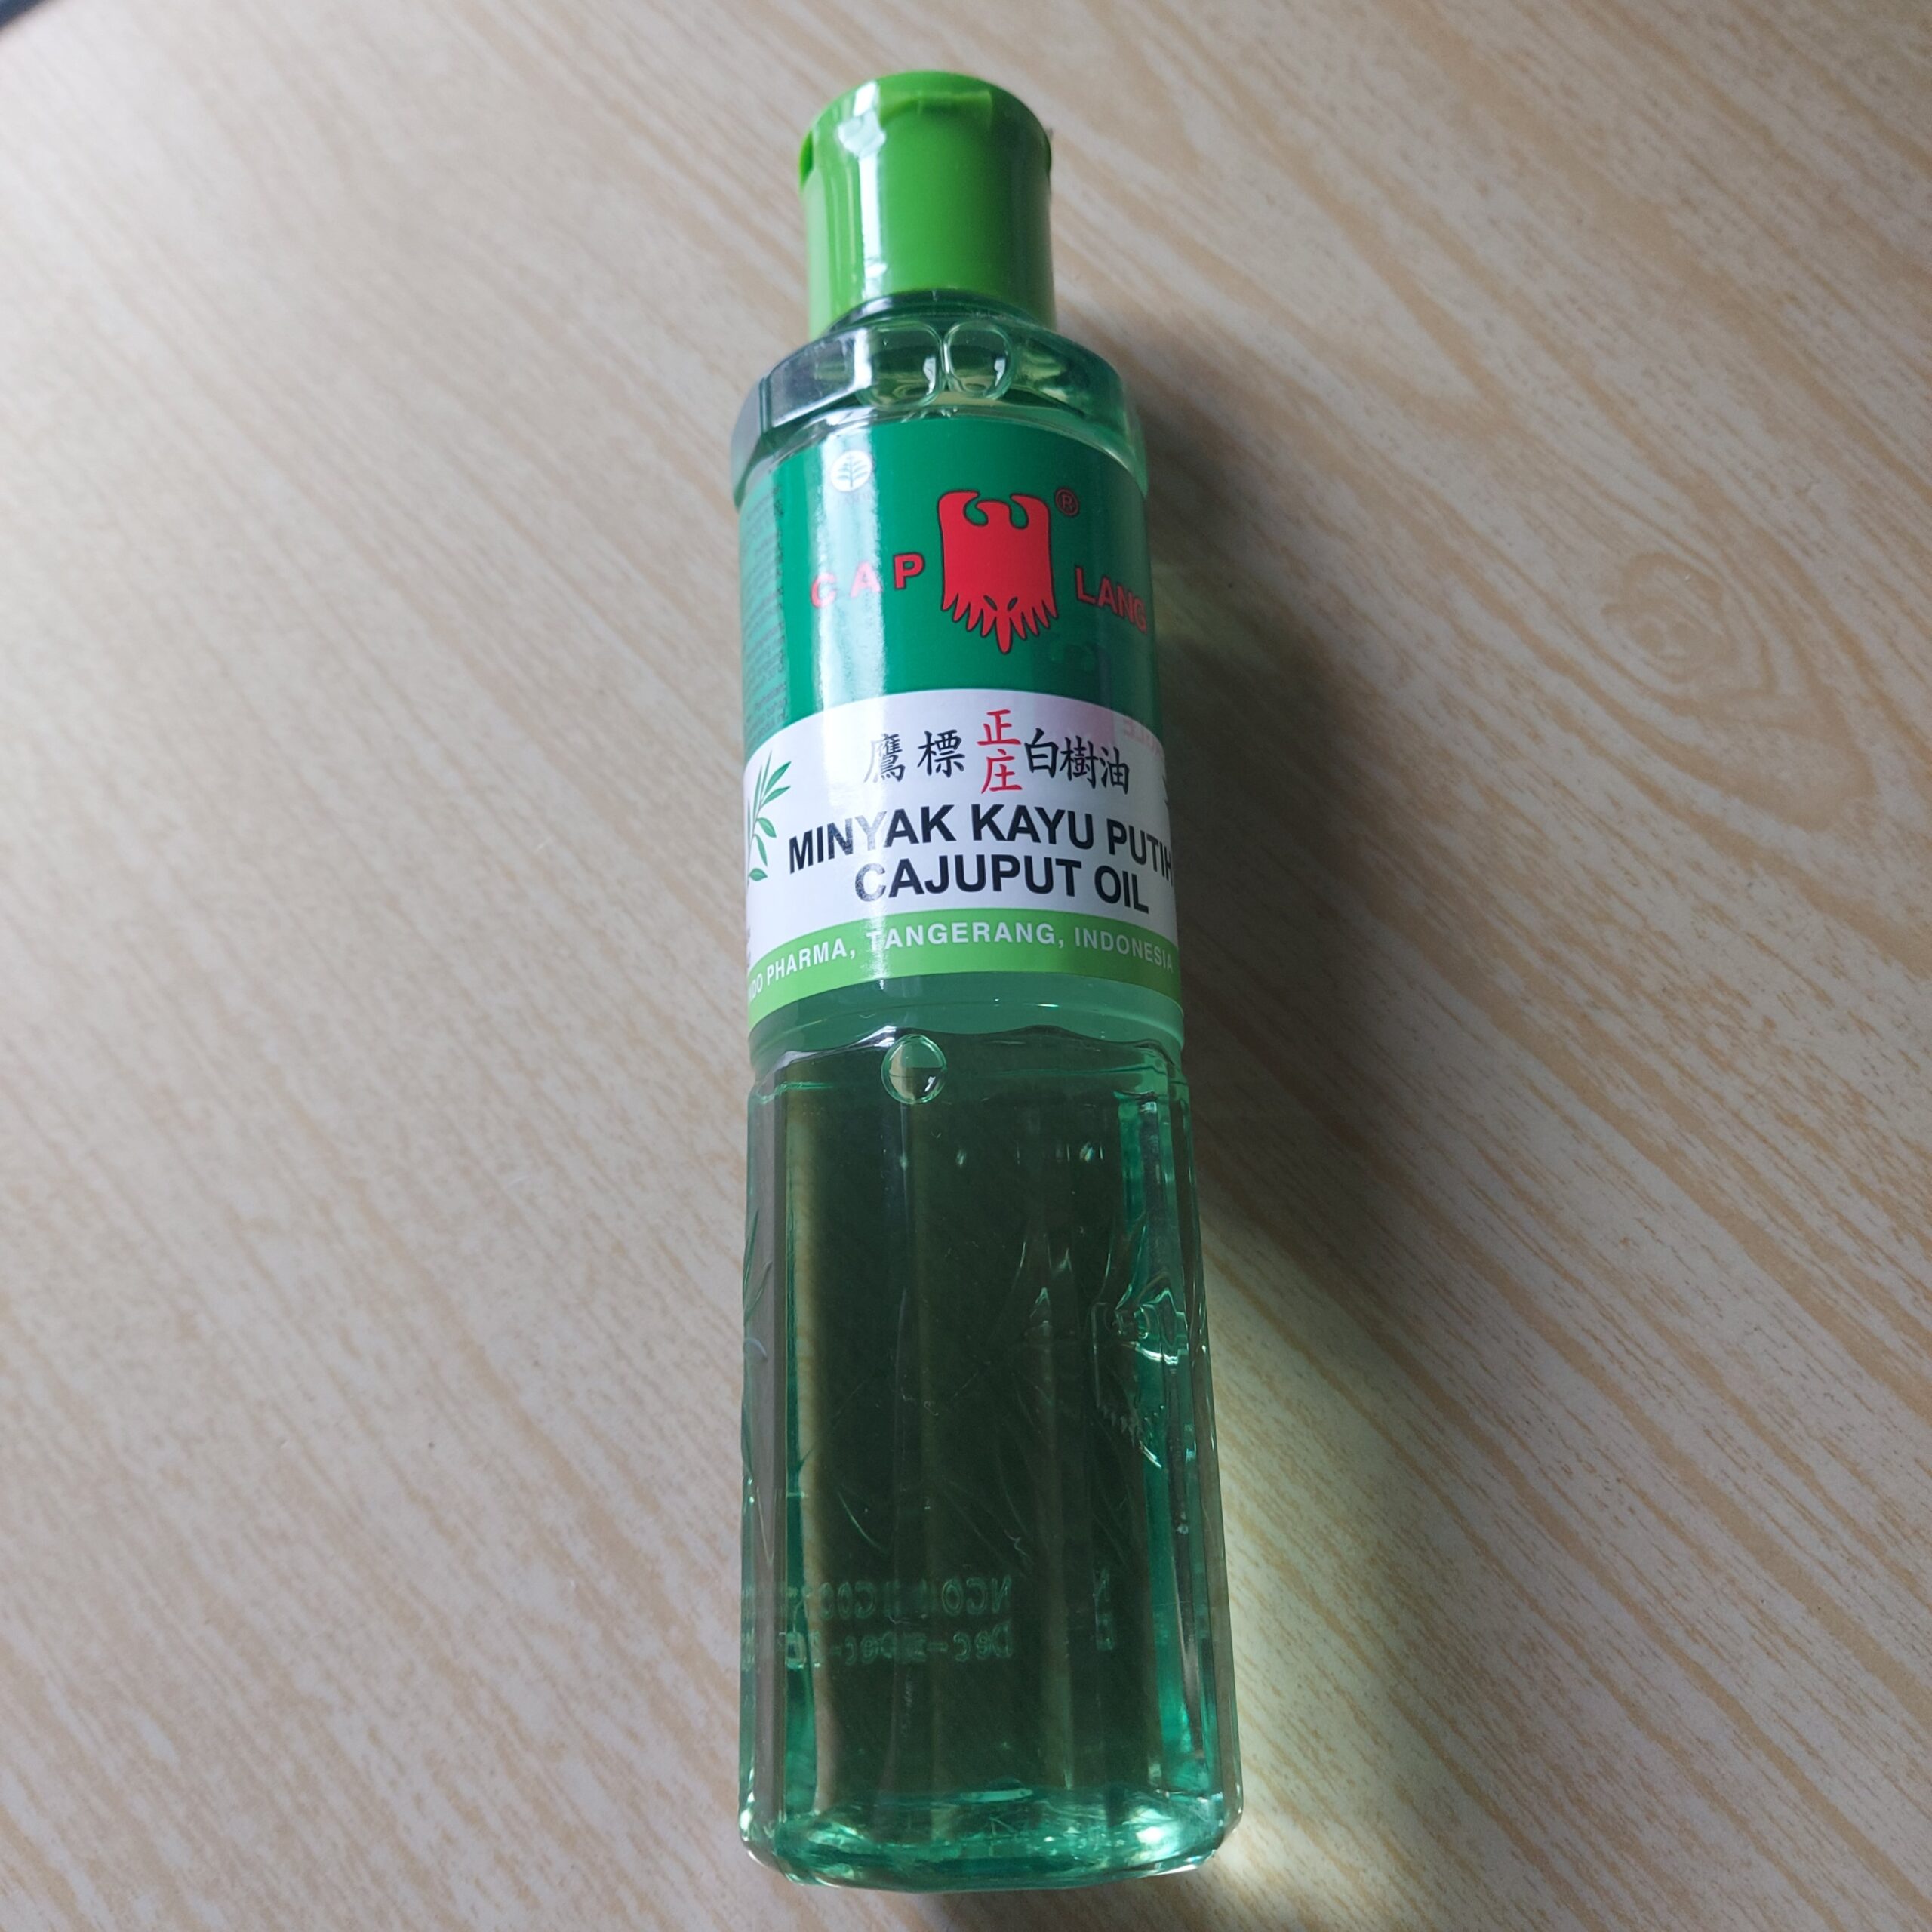 ®
CAP LANG
鷹標正庄白樹油
MINYAK KAYU PUTIH
CAJUPUT OIL
PHARMA, TANGERANG, INDONESIA